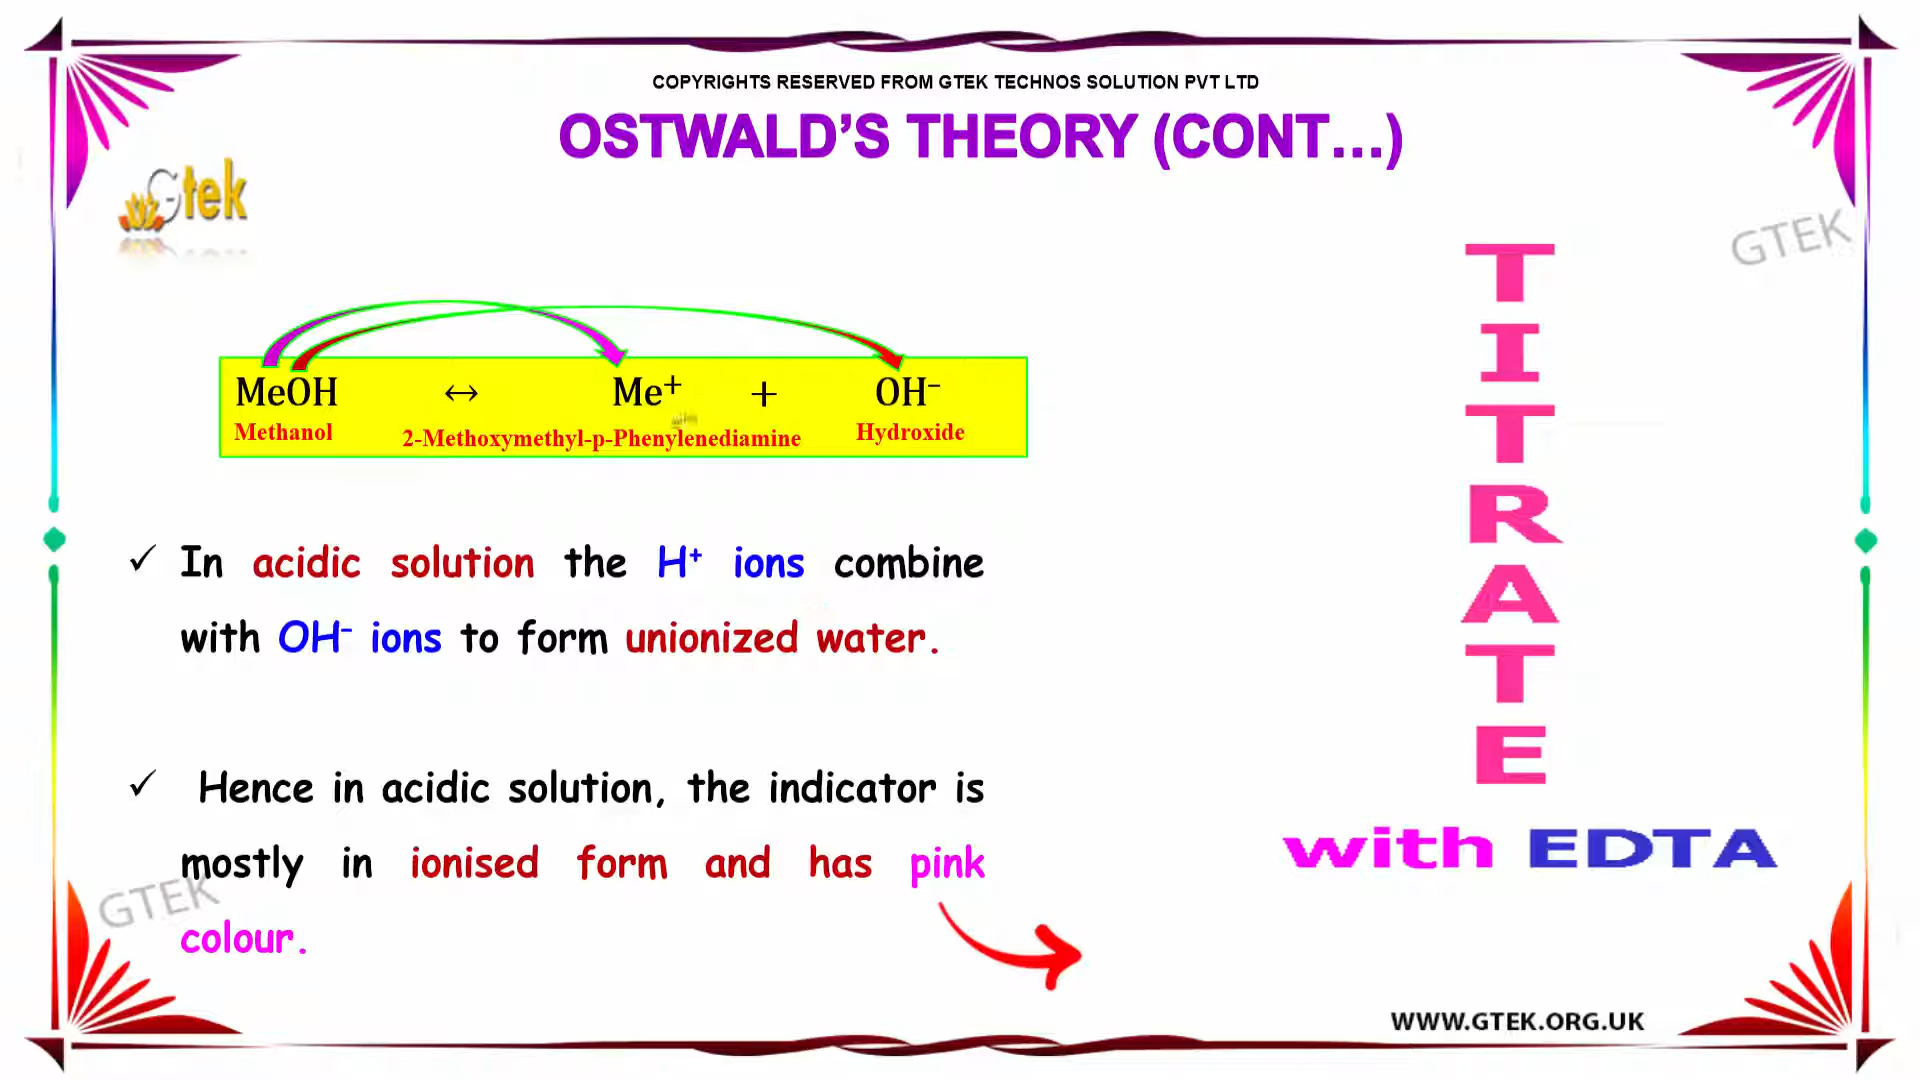 COPYRIGHTS RESERVED FROM GTEK TECHNOS SOLUTION PVT LTD
OSTWALD’S THEORY (CONT...)
Gtek
GTEK
MeOH ↔ Me⁺ + OH⁻
Methanol 2-Methoxymethyl-p-Phenylenediamine Hydroxide
✓ In acidic solution the H⁺ ions combine
with OH⁻ ions to form unionized water.
✓ Hence in acidic solution, the indicator is
mostly in ionised form and has pink
colour.
GTEK
T
I
T
R
A
T
E
with EDTA
WWW.GTEK.ORG.UK